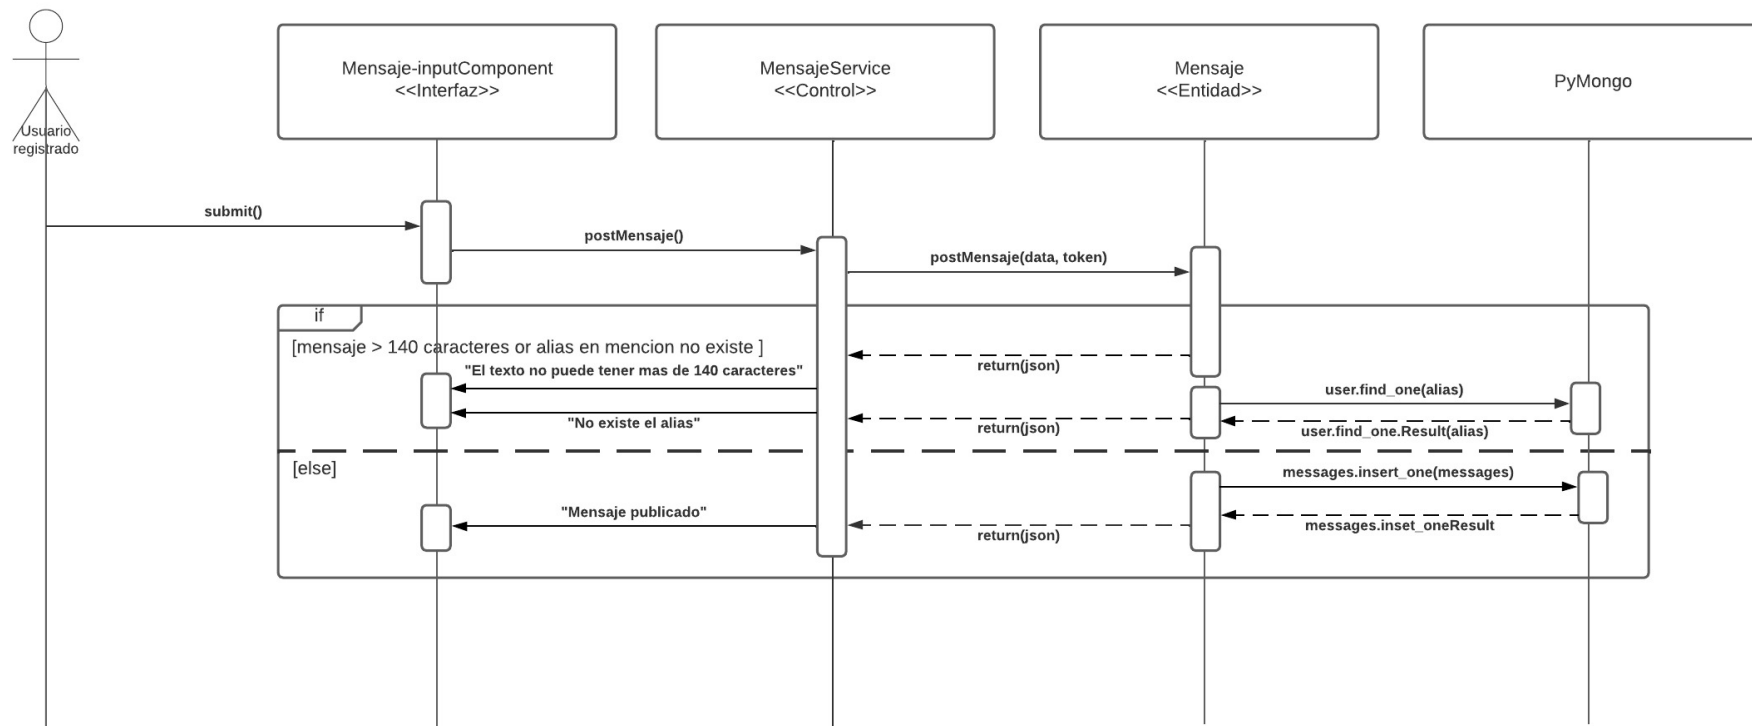 Mensaje-inputComponent
<<Interfaz>>
MensajeService
<<Control>>
Mensaje
<<Entidad>>
PyMongo
Usuario
registrado
submit()
postMensaje()
postMensaje(data, token)
if
[mensaje > 140 caracteres or alias en mencion no existe ]
return(json)
"El texto no puede tener mas de 140 caracteres"
user.find_one(alias)
"No existe el alias"
return(json)
user.find_one.Result(alias)
[else]
messages.insert_one(messages)
"Mensaje publicado"
return(json)
messages.inset_oneResult